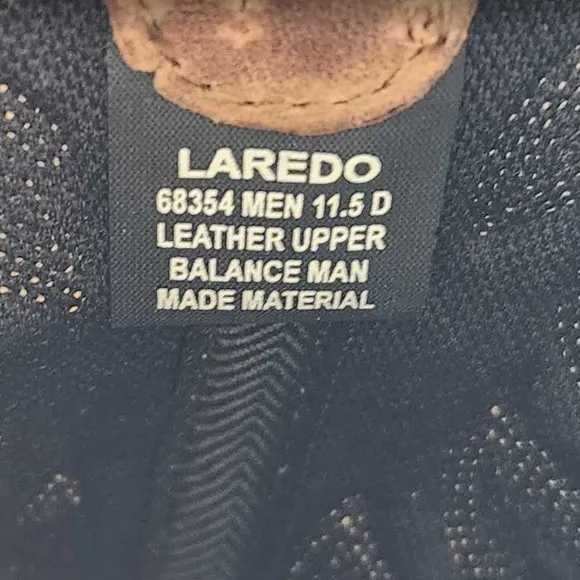 LAREDO
68354 MEN 11.5 D
LEATHER UPPER
BALANCE MAN
MADE MATERIAL